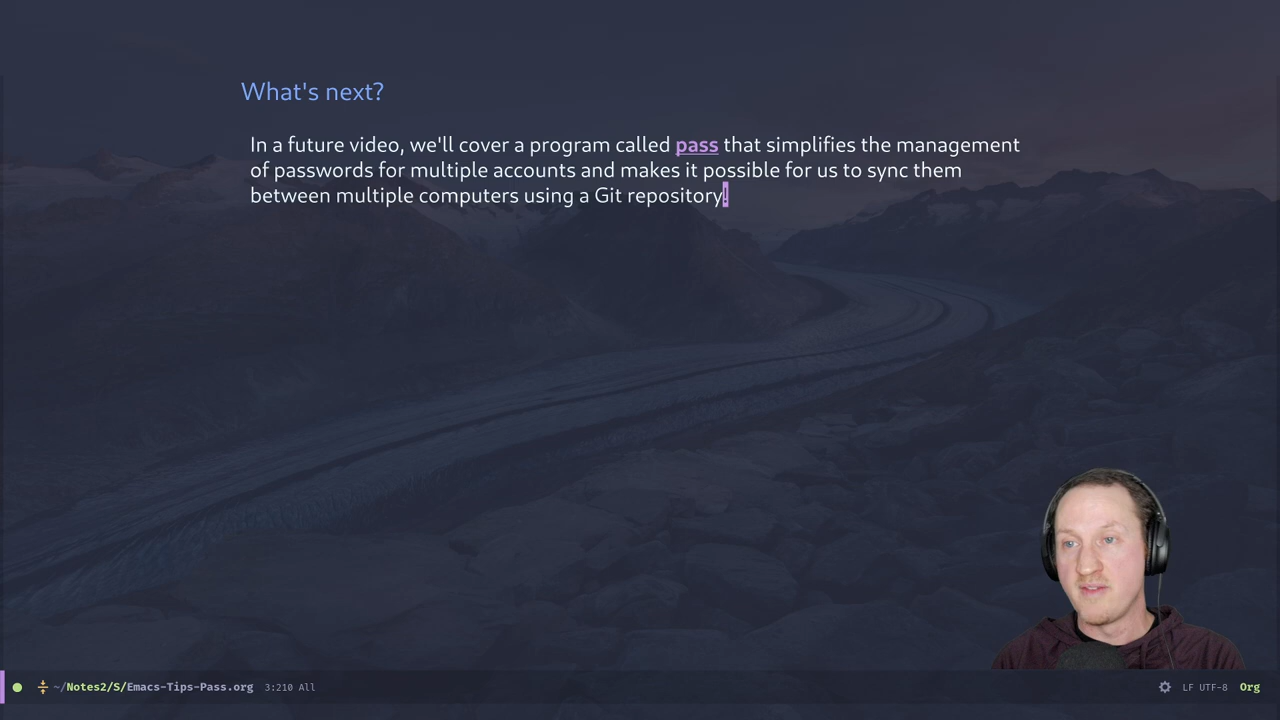 What's next?
In a future video, we'll cover a program called pass that simplifies the management
of passwords for multiple accounts and makes it possible for us to sync them
between multiple computers using a Git repository!
~/Notes2/S/Emacs-Tips-Pass.org 3:210 All LF UTF-8 Org